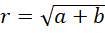 r = √(a + b)